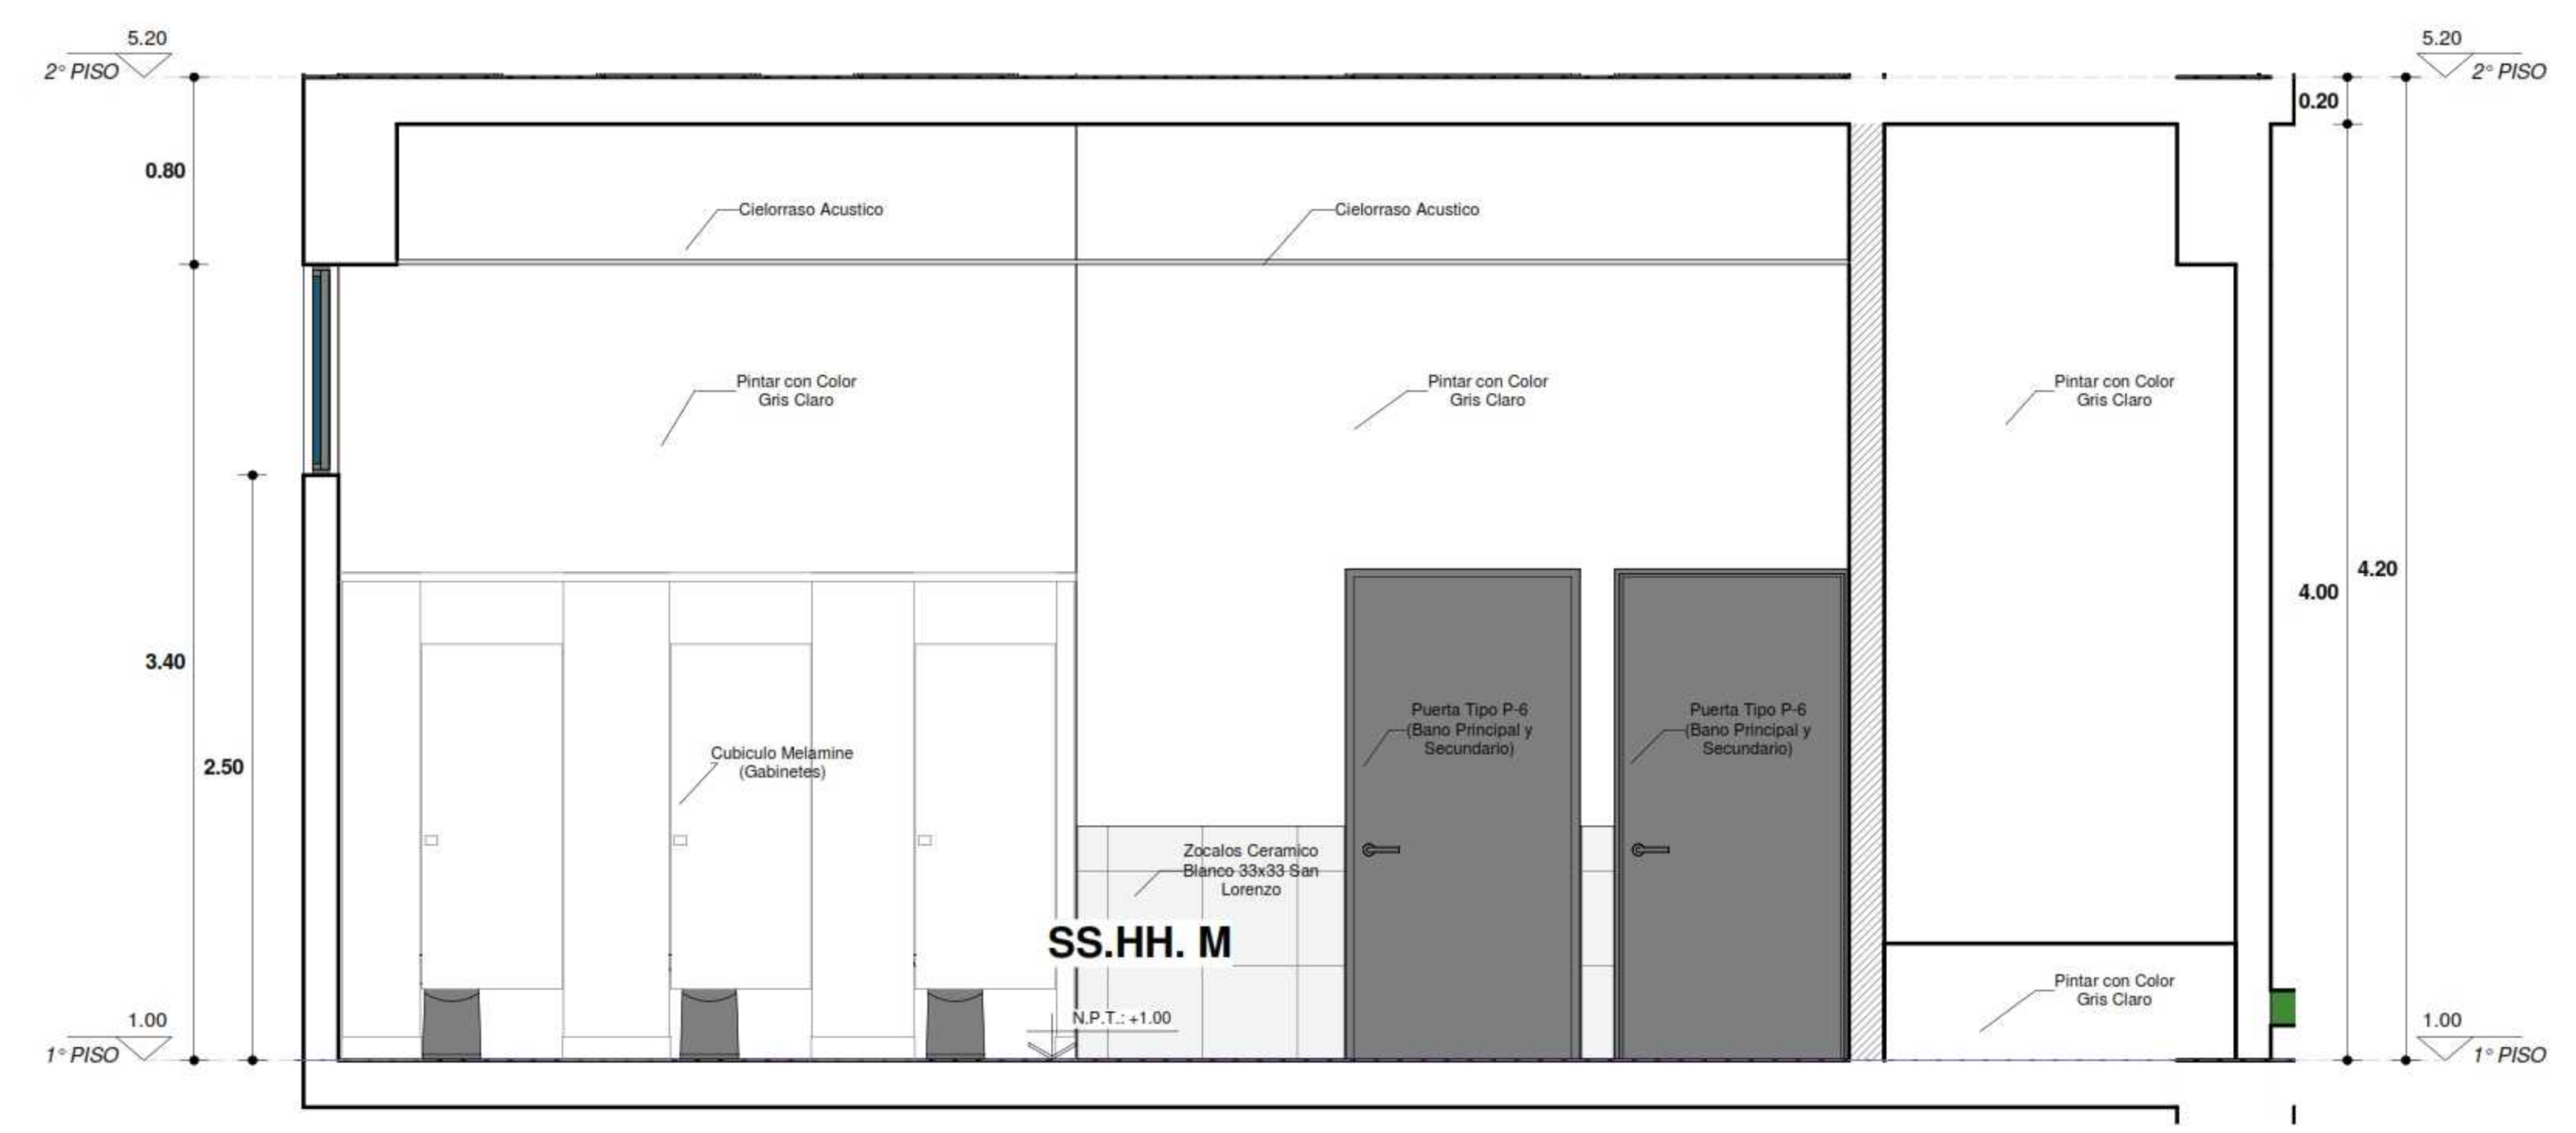 5.20
2° PISO
5.20
2° PISO
0.20
0.80
Cielorraso Acustico
Cielorraso Acustico
Pintar con Color
Gris Claro
Pintar con Color
Gris Claro
Pintar con Color
Gris Claro
4.20
4.00
3.40
2.50
Cubiculo Melamine
(Gabinetes)
Puerta Tipo P-6
(Bano Principal y
Secundario)
Puerta Tipo P-6
(Bano Principal y
Secundario)
Zocalos Ceramico
Blanco 33x33 San
Lorenzo
SS.HH. M
N.P.T.: +1.00
Pintar con Color
Gris Claro
1.00
1° PISO
1.00
1° PISO